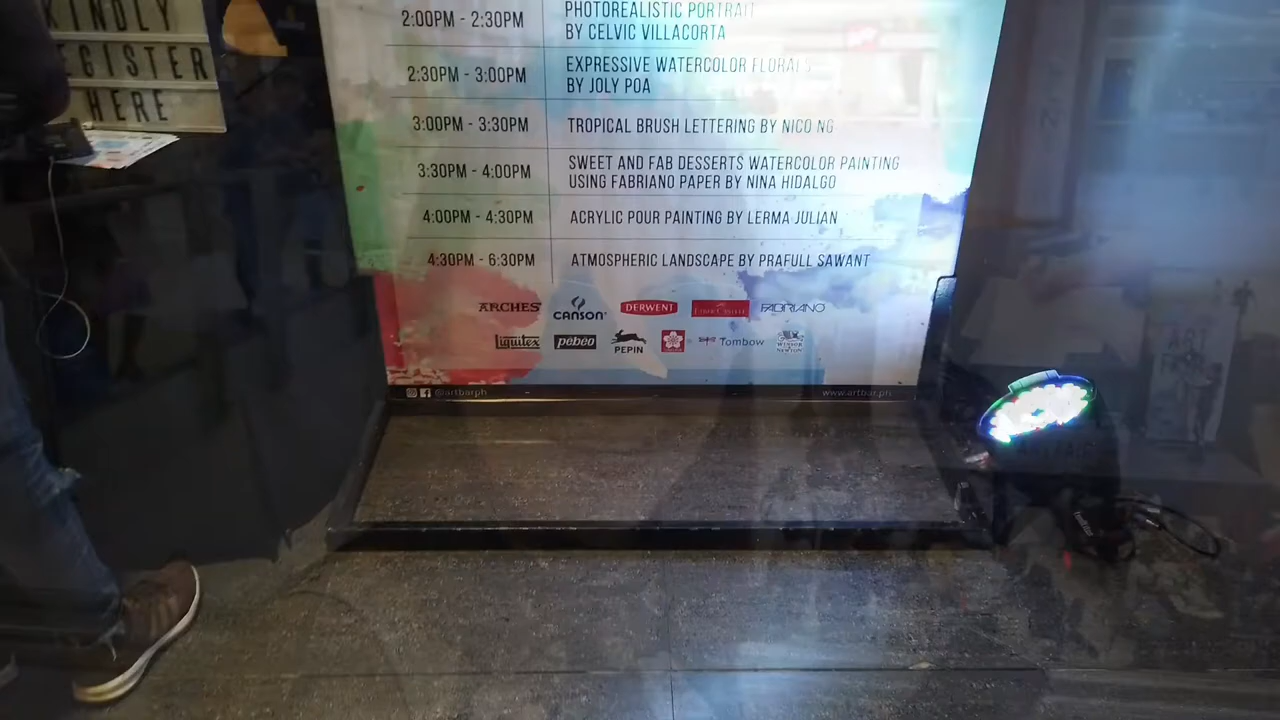 KINDLY
REGISTER
HERE
2:00PM - 2:30PM
PHOTOREALISTIC PORTRAIT
BY CELVIC VILLACORTA
2:30PM - 3:00PM
EXPRESSIVE WATERCOLOR FLORALS
BY JOLY POA
3:00PM - 3:30PM
TROPICAL BRUSH LETTERING BY NICO NG
3:30PM - 4:00PM
SWEET AND FAB DESSERTS WATERCOLOR PAINTING
USING FABRIANO PAPER BY NINA HIDALGO
4:00PM - 4:30PM
ACRYLIC POUR PAINTING BY LERMA JULIAN
4:30PM - 6:30PM
ATMOSPHERIC LANDSCAPE BY PRAFULL SAWANT
ARCHES CANSON DERWENT FABRIANO
Liquitex pébéo PEPIN Tombow WINSOR & NEWTON
@artbarph
www.artbar.ph